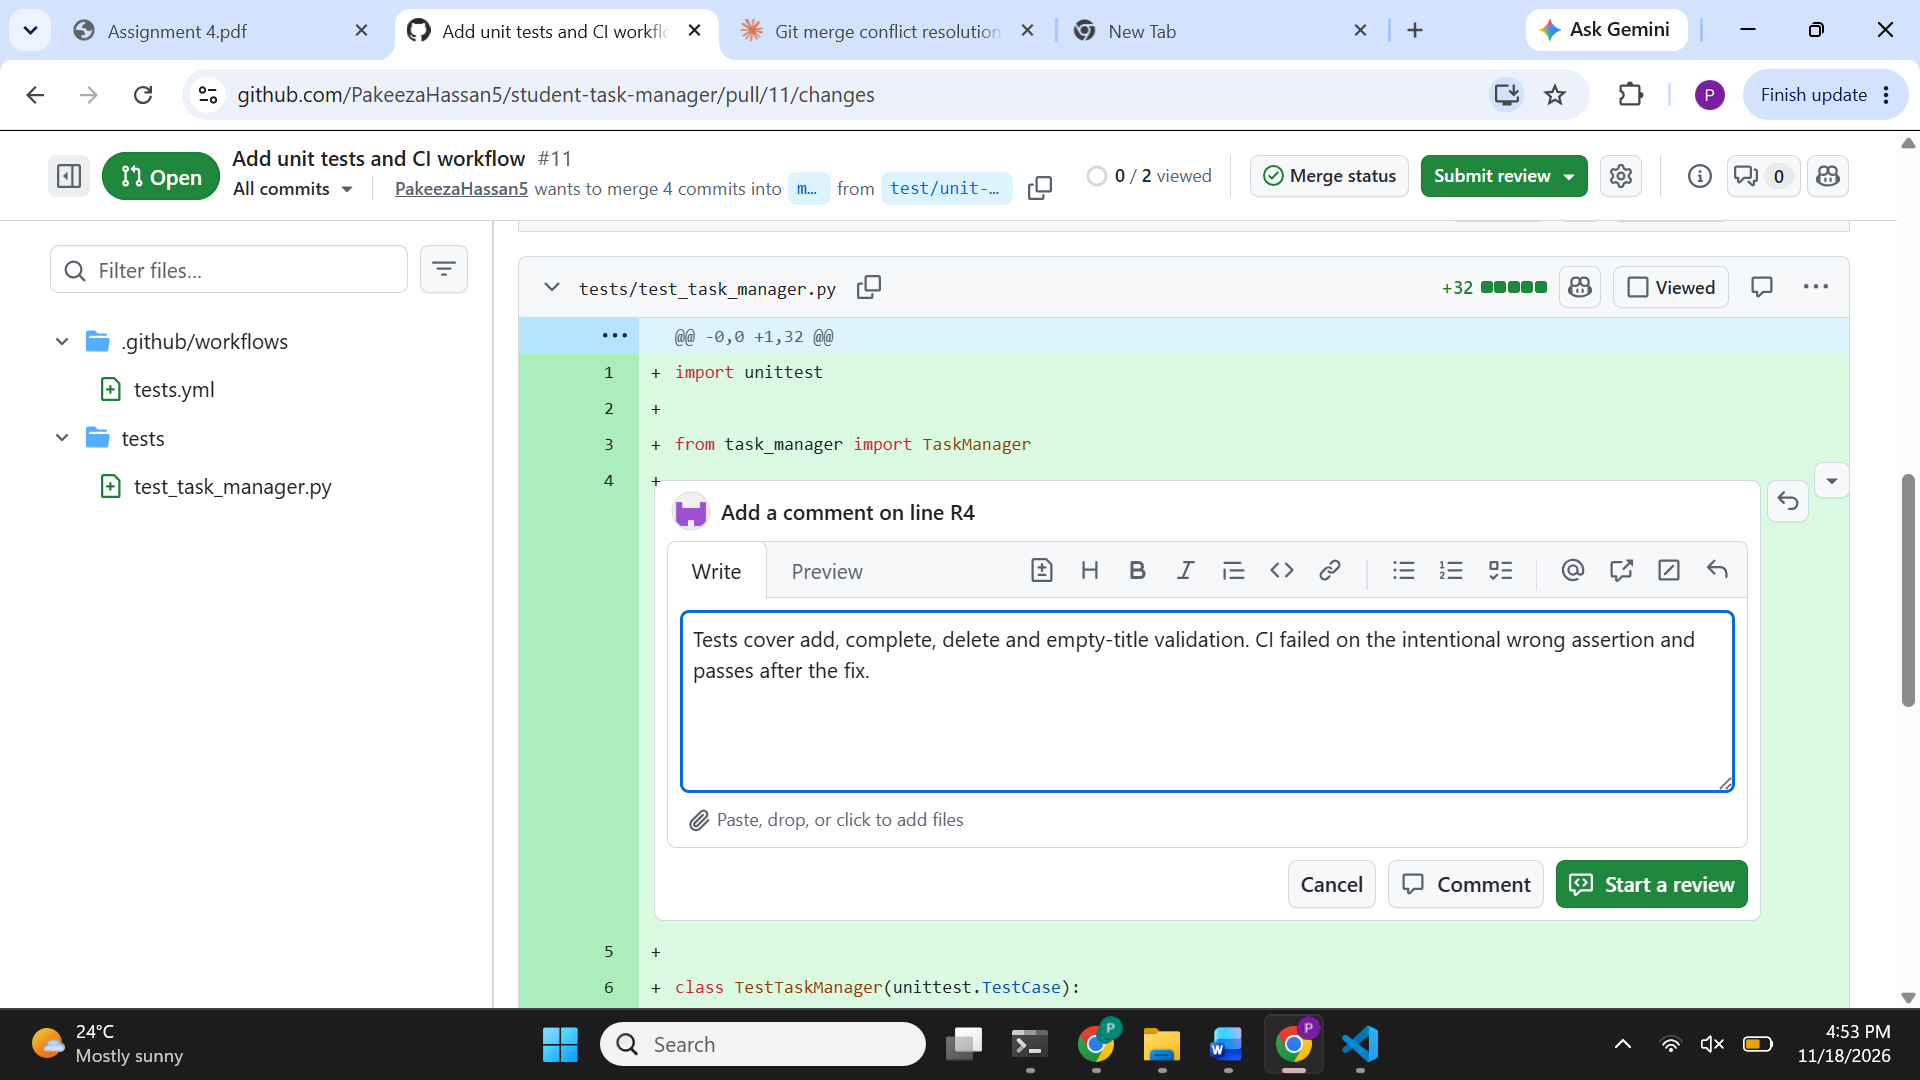 Assignment 4.pdf
Add unit tests and CI workfl
Git merge conflict resolution
New Tab
Ask Gemini
github.com/PakeezaHassan5/student-task-manager/pull/11/changes
P
Finish update
Open
Add unit tests and CI workflow #11
All commits
PakeezaHassan5 wants to merge 4 commits into m… from test/unit-…
0 / 2 viewed
Merge status
Submit review
0
Filter files...
.github/workflows
tests.yml
tests
test_task_manager.py
tests/test_task_manager.py
+32
Viewed
@@ -0,0 +1,32 @@
1 + import unittest
2 +
3 + from task_manager import TaskManager
4 +
Add a comment on line R4
Write
Preview
Tests cover add, complete, delete and empty-title validation. CI failed on the intentional wrong assertion and
passes after the fix.
Paste, drop, or click to add files
Cancel
Comment
Start a review
5 +
6 + class TestTaskManager(unittest.TestCase):
24°C
Mostly sunny
Search
P
P
4:53 PM
11/18/2026